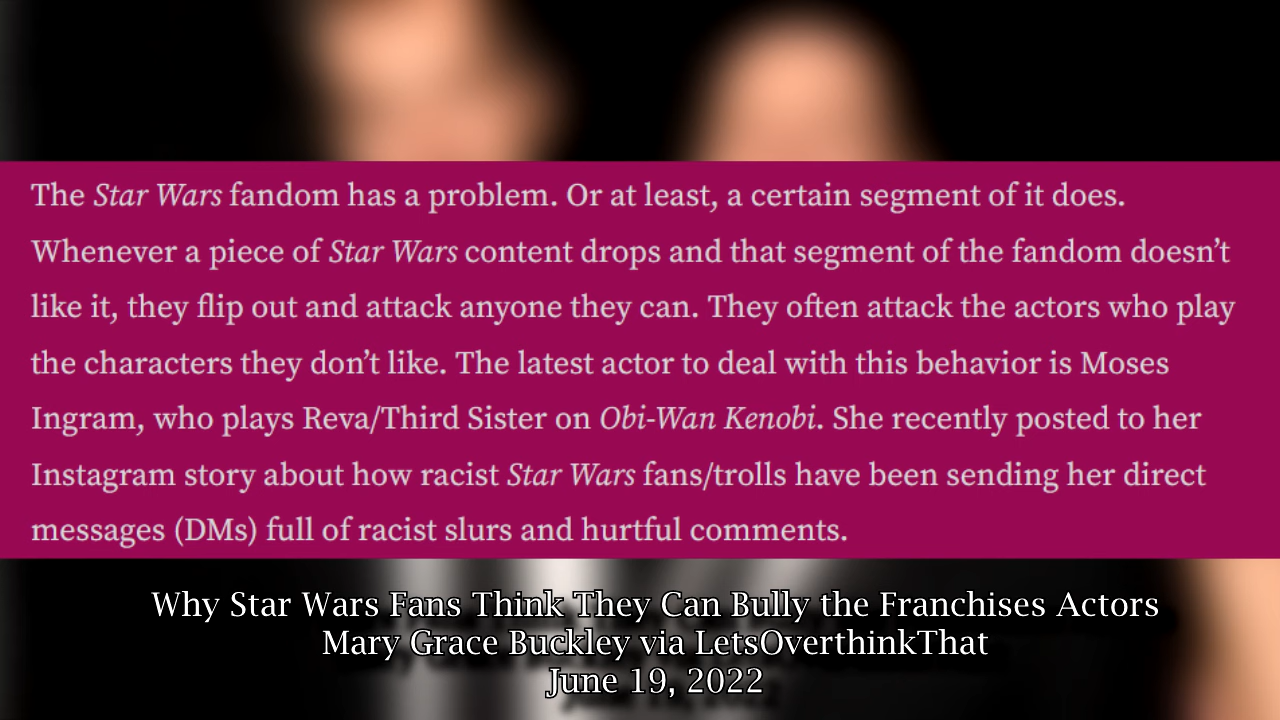 The Star Wars fandom has a problem. Or at least, a certain segment of it does.
Whenever a piece of Star Wars content drops and that segment of the fandom doesn’t
like it, they flip out and attack anyone they can. They often attack the actors who play
the characters they don’t like. The latest actor to deal with this behavior is Moses
Ingram, who plays Reva/Third Sister on Obi-Wan Kenobi. She recently posted to her
Instagram story about how racist Star Wars fans/trolls have been sending her direct
messages (DMs) full of racist slurs and hurtful comments.
Why Star Wars Fans Think They Can Bully the Franchises Actors
Mary Grace Buckley via LetsOverthinkThat
June 19, 2022